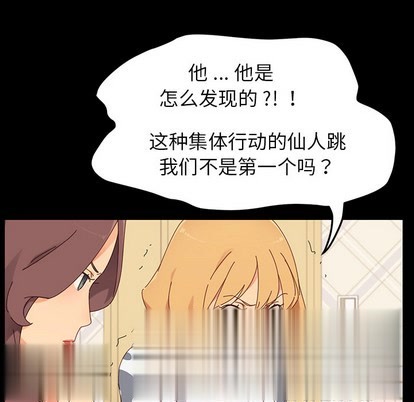 他 ... 他是
怎么发现的 ?! ！
这种集体行动的仙人跳
我们不是第一个吗？